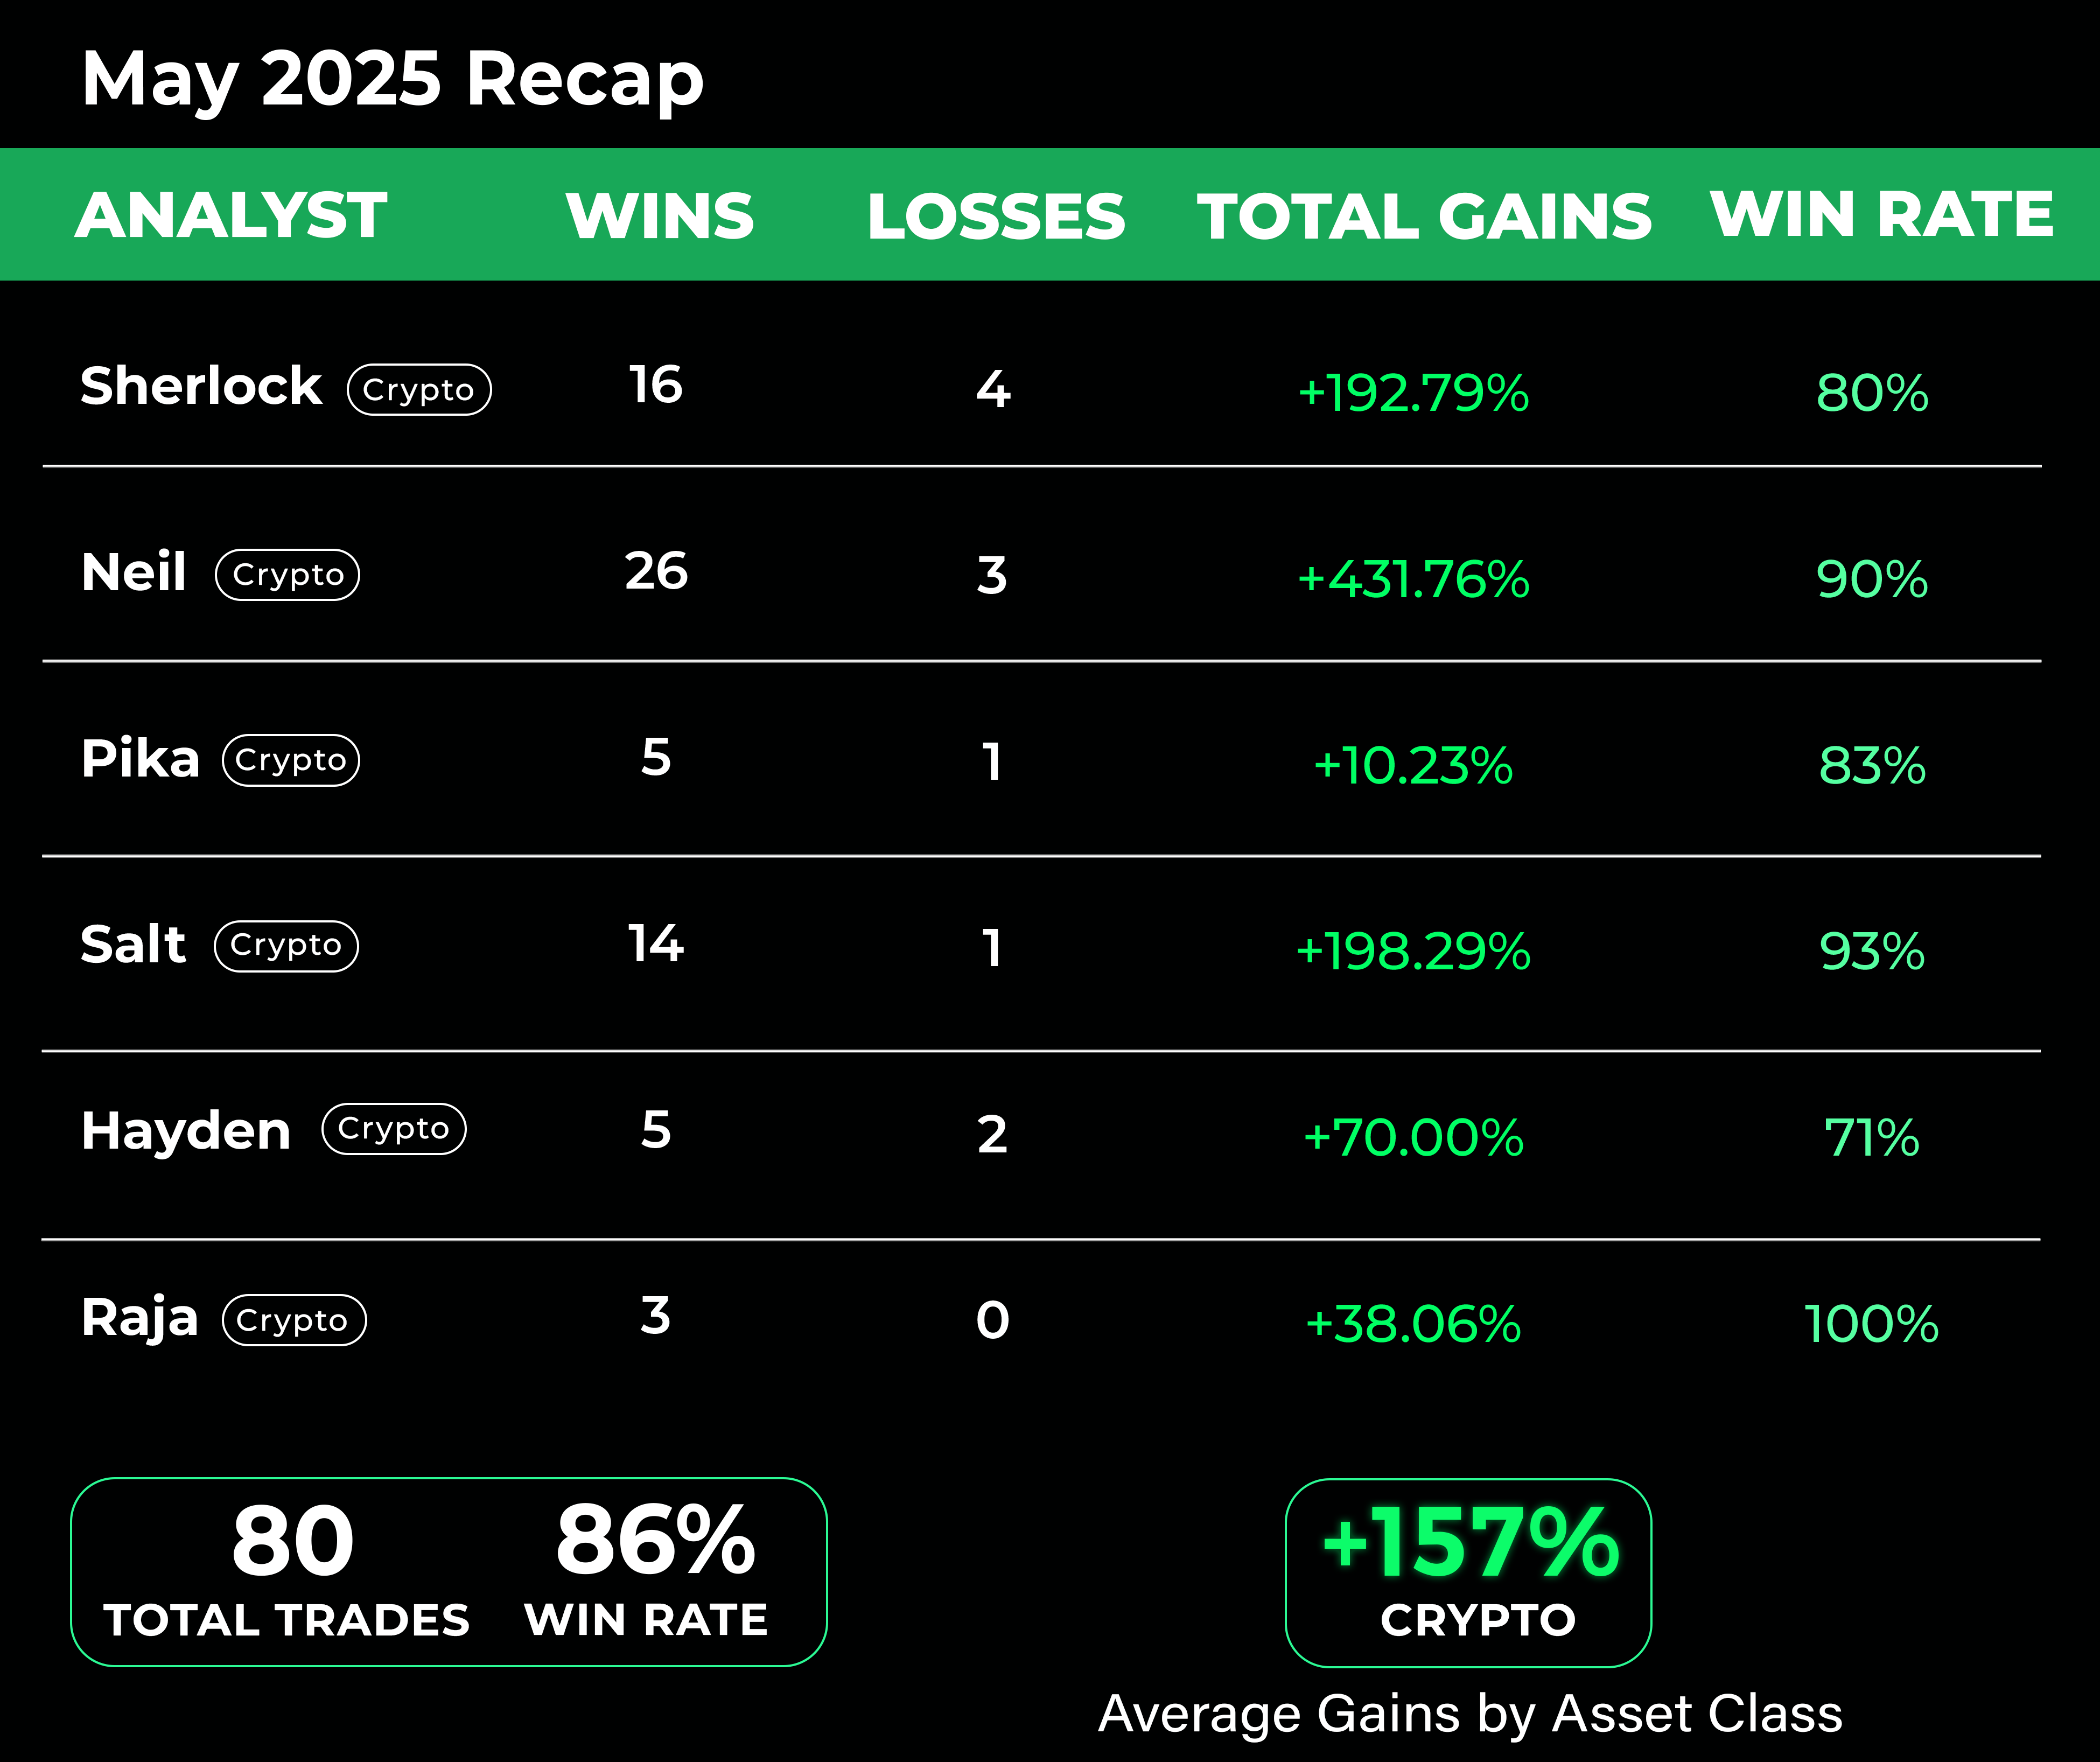 May 2025 Recap
ANALYST WINS LOSSES TOTAL GAINS WIN RATE
Sherlock Crypto 16 4 +192.79% 80%
Neil Crypto 26 3 +431.76% 90%
Pika Crypto 5 1 +10.23% 83%
Salt Crypto 14 1 +198.29% 93%
Hayden Crypto 5 2 +70.00% 71%
Raja Crypto 3 0 +38.06% 100%
80 86% +157%
TOTAL TRADES WIN RATE CRYPTO
Average Gains by Asset Class